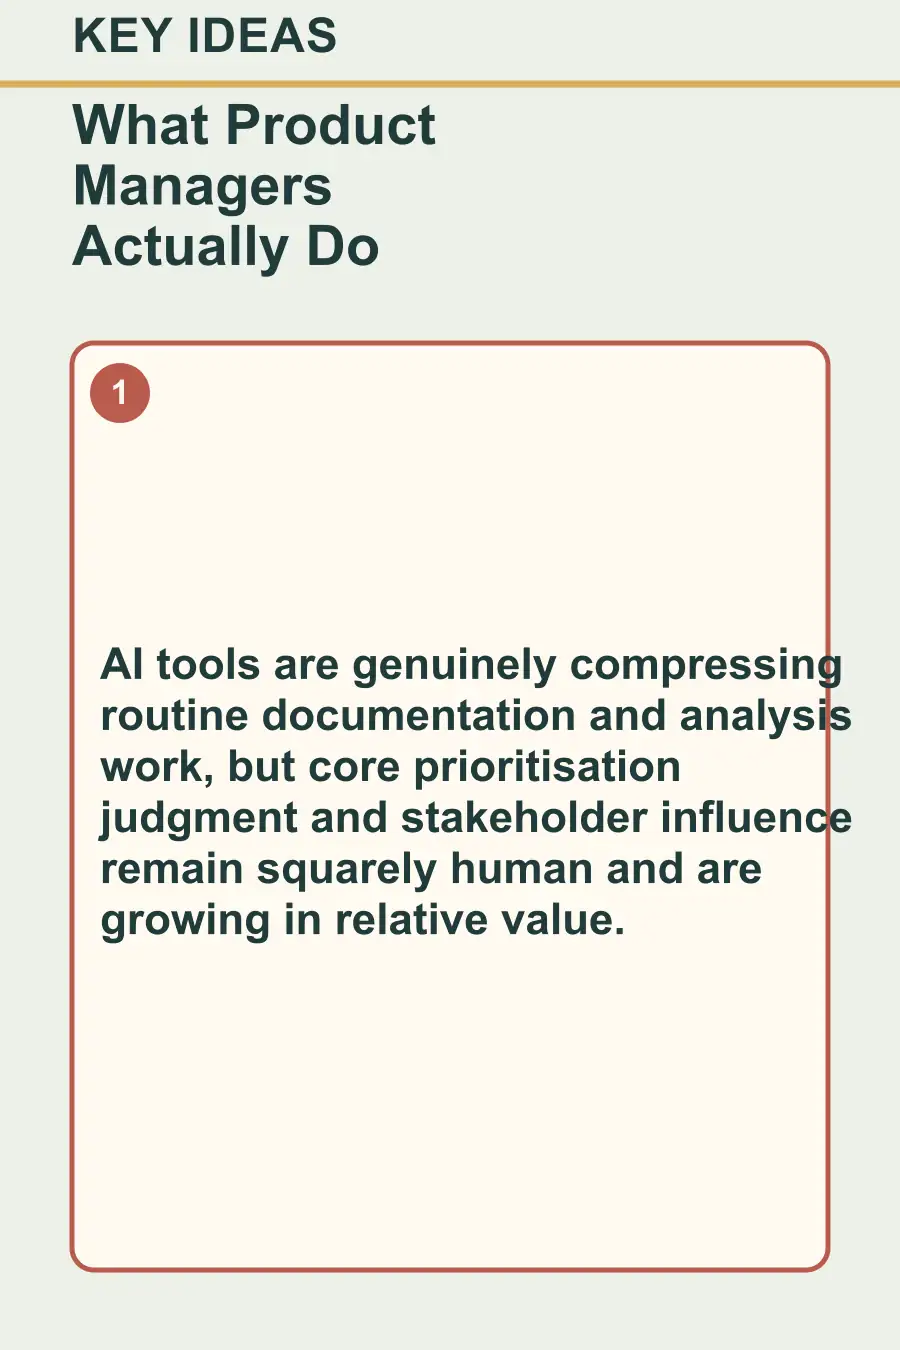 KEY IDEAS
What Product
Managers
Actually Do
1
AI tools are genuinely compressing
routine documentation and analysis
work, but core prioritisation
judgment and stakeholder influence
remain squarely human and are
growing in relative value.